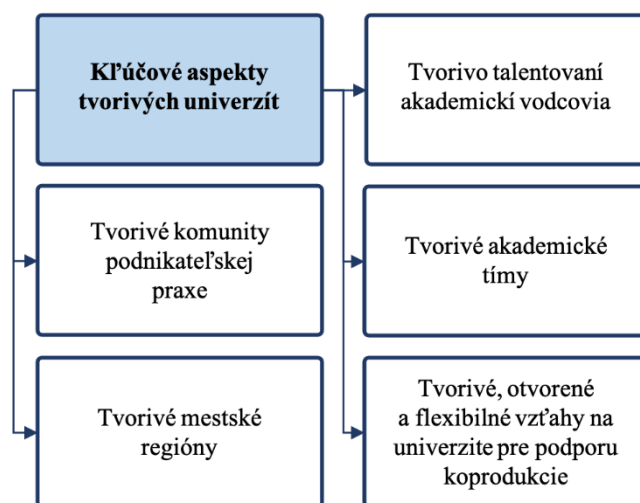 Kľúčové aspekty
tvorivých univerzít
Tvorivo talentovaní
akademickí vodcovia
Tvorivé komunity
podnikateľskej
praxe
Tvorivé akademické
tímy
Tvorivé mestské
regióny
Tvorivé, otvorené
a flexibilné vzťahy na
univerzite pre podporu
koprodukcie